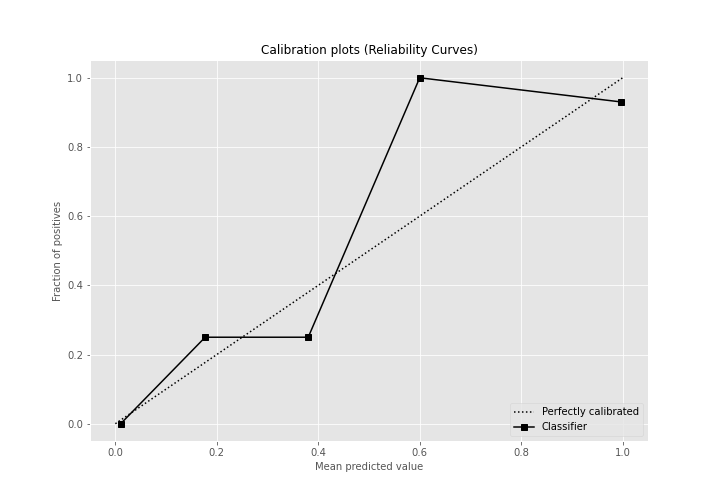 Calibration plots (Reliability Curves)
Fraction of positives
1.0
0.8
0.6
0.4
0.2
0.0
0.0 0.2 0.4 0.6 0.8 1.0
Mean predicted value
Perfectly calibrated
Classifier